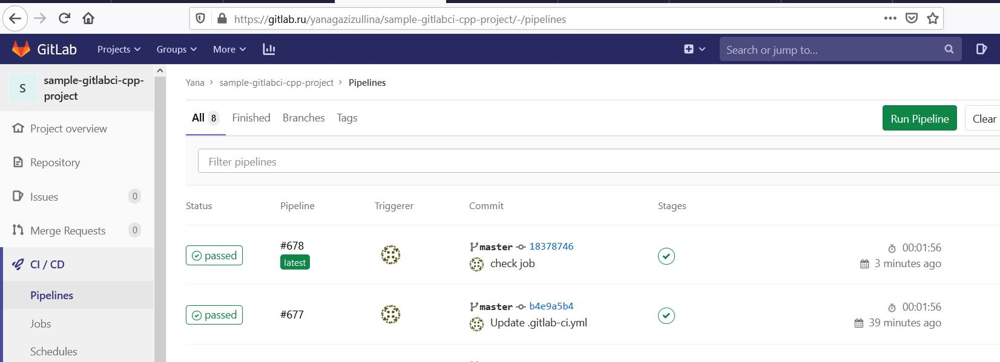 https://gitlab.ru/yanagazizullina/sample-gitlabci-cpp-project/-/pipelines
GitLab Projects Groups More Search or jump to...
S sample-gitlabci-cpp-
project
Project overview
Repository
Issues 0
Merge Requests 0
CI / CD
Pipelines
Jobs
Schedules
Yana > sample-gitlabci-cpp-project > Pipelines
All 8 Finished Branches Tags Run Pipeline Clear
Filter pipelines
Status Pipeline Triggerer Commit Stages
passed #678 latest master 18378746 00:01:56
check job 3 minutes ago
passed #677 master b4e9a5b4 00:01:56
Update .gitlab-ci.yml 39 minutes ago